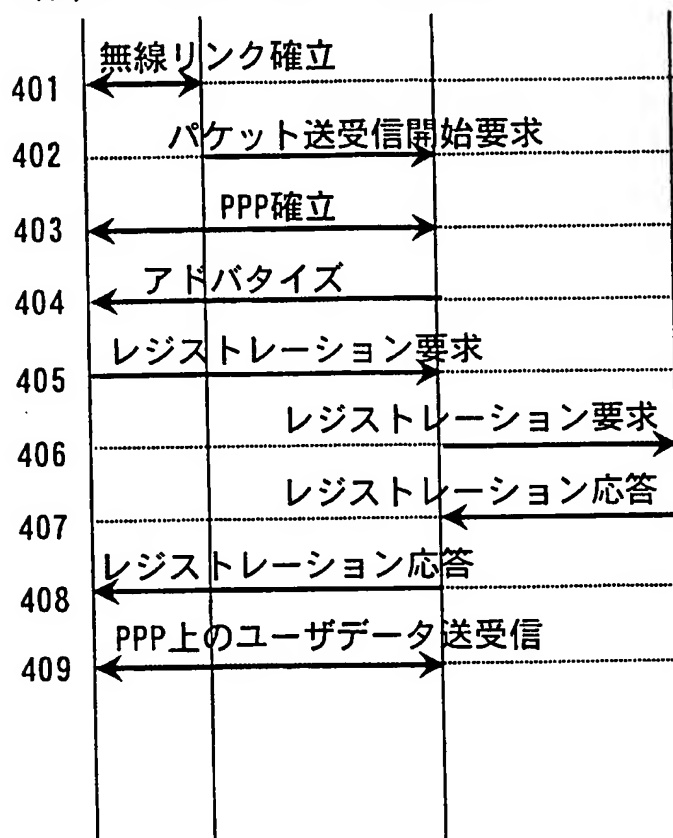 無線リンク確立
401
パケット送受信開始要求
402
PPP確立
403
アドバタイズ
404
レジストレーション要求
405
レジストレーション要求
406
レジストレーション応答
407
レジストレーション応答
408
PPP上のユーザデータ送受信
409